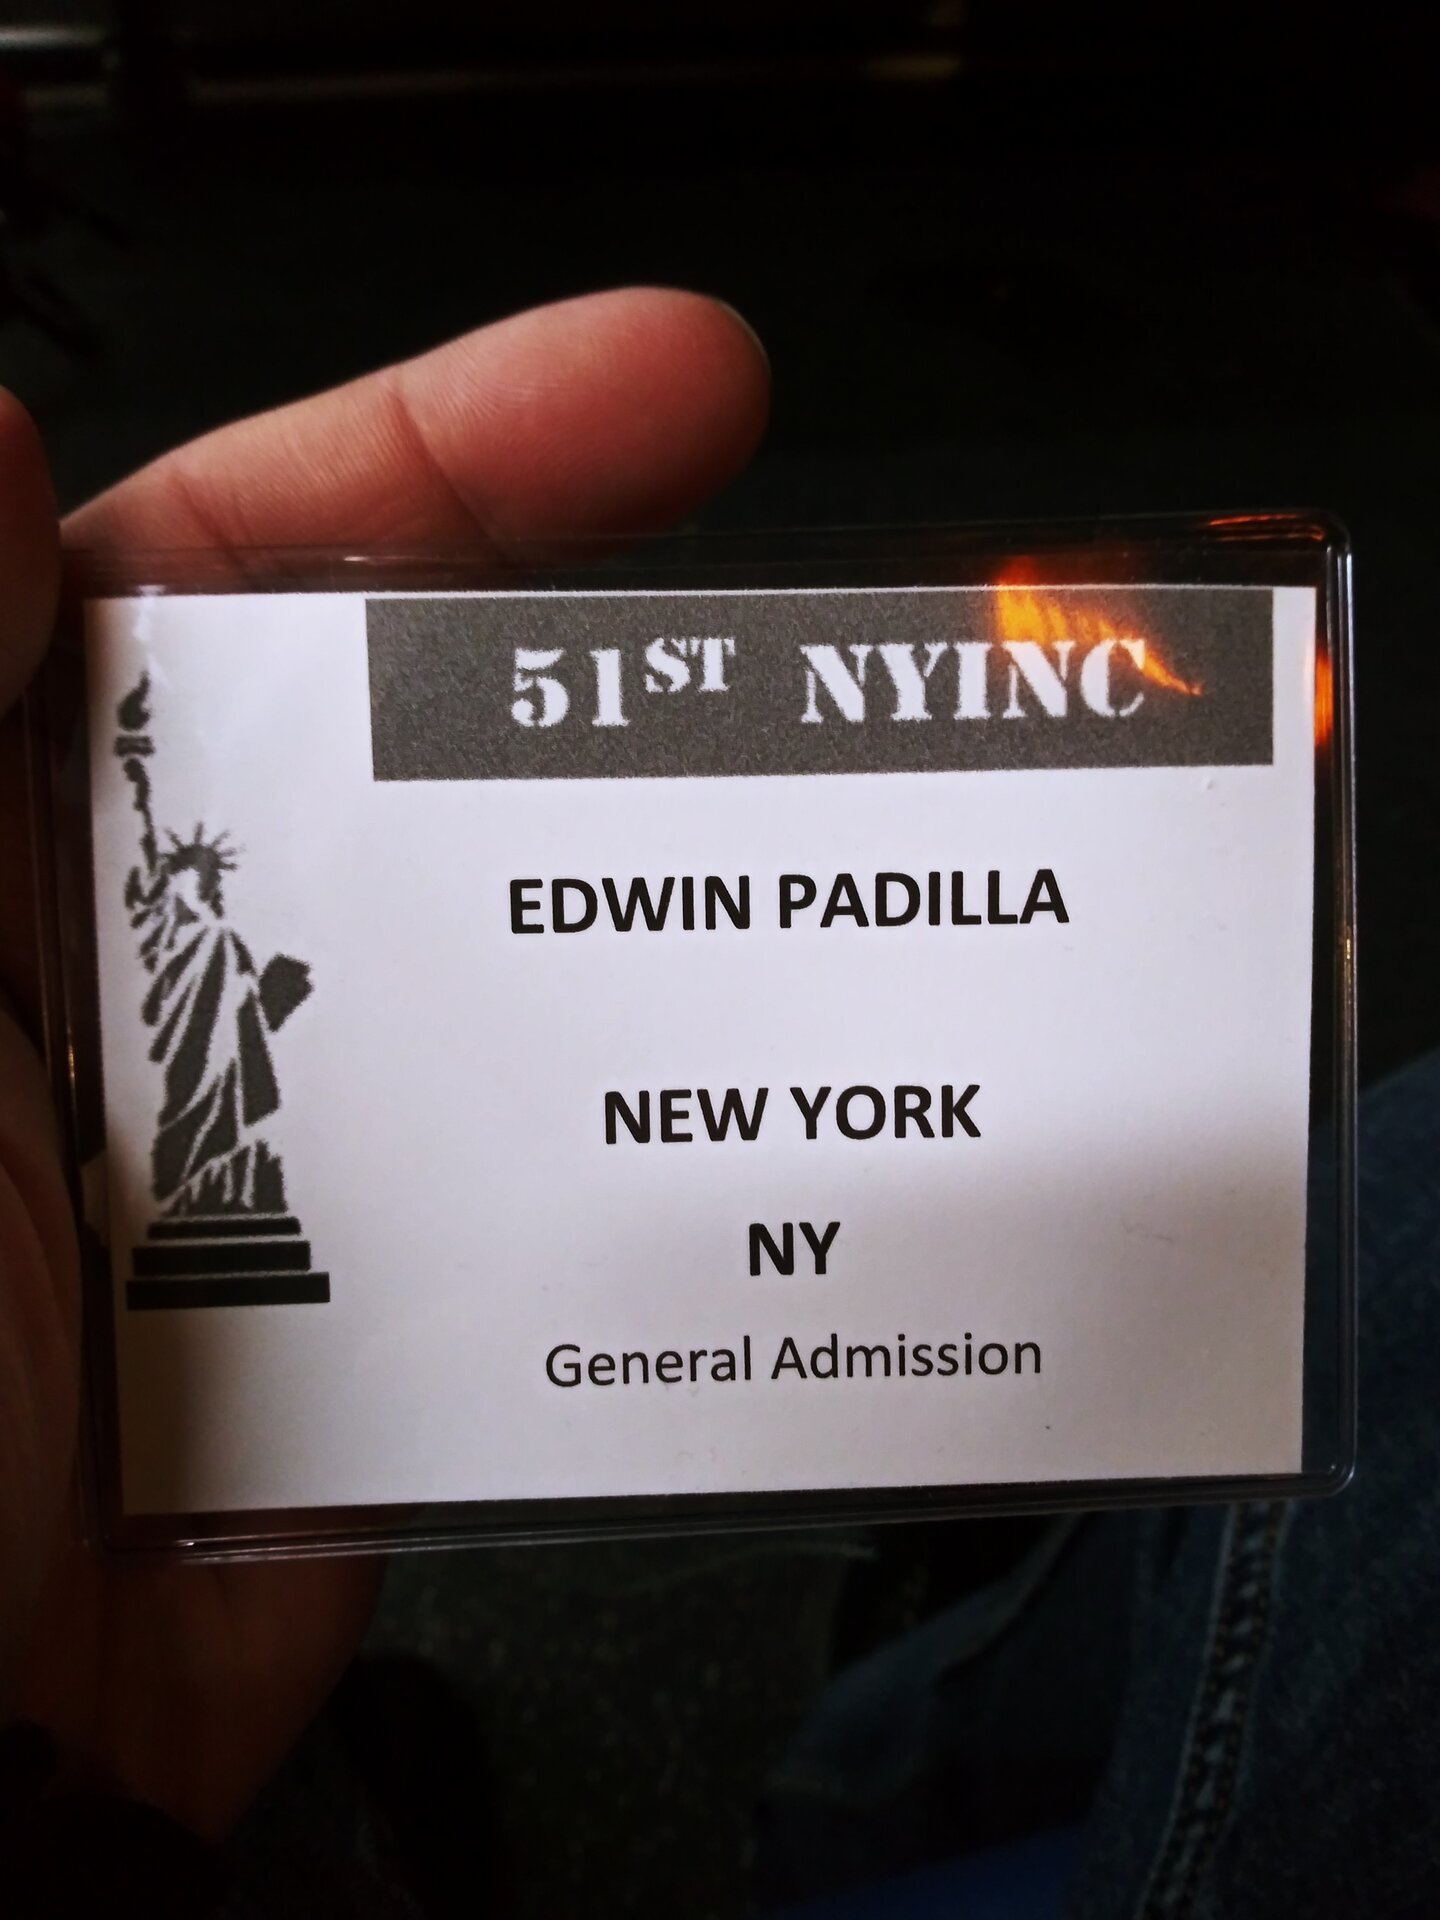 51ST NYINC
EDWIN PADILLA
NEW YORK
NY
General Admission